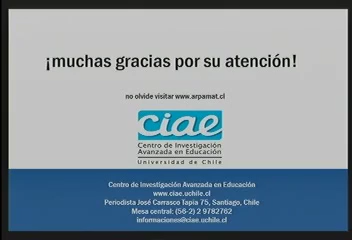 ¡muchas gracias por su atención!
no olvide visitar www.arpamat.cl
ciae
Centro de Investigación
Avanzada en Educación
Universidad de Chile
Centro de Investigación Avanzada en Educación
www.ciae.uchile.cl
Periodista José Carrasco Tapia 75, Santiago, Chile
Mesa central: (56-2) 2 9782762
informaciones@ciae.uchile.cl